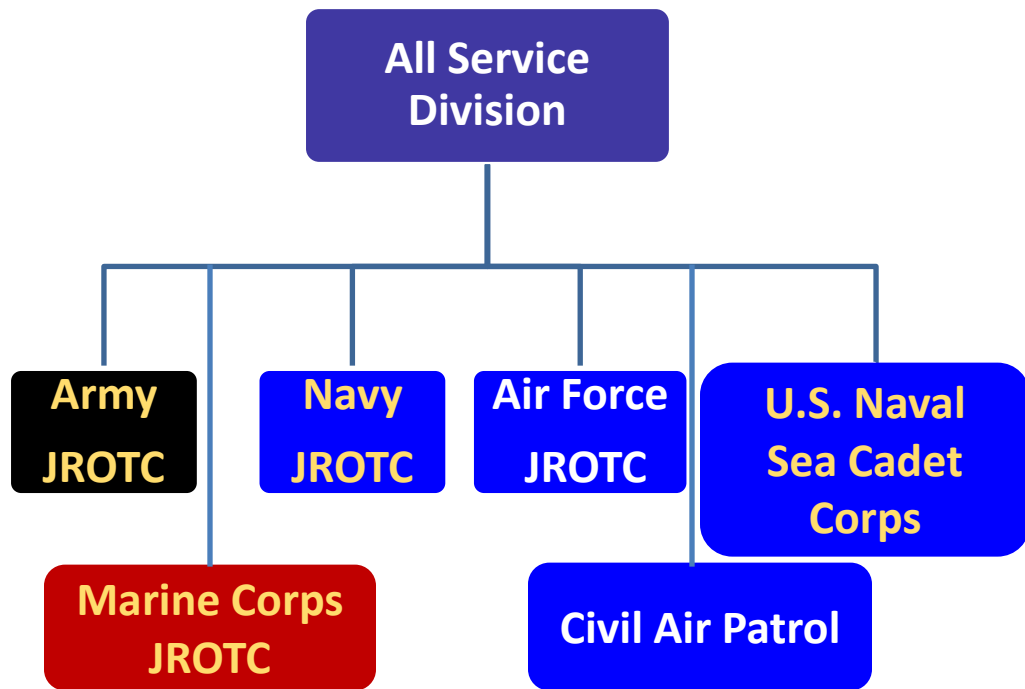 All Service
Division
Army
JROTC
Navy
JROTC
Air Force
JROTC
U.S. Naval
Sea Cadet
Corps
Marine Corps
JROTC
Civil Air Patrol